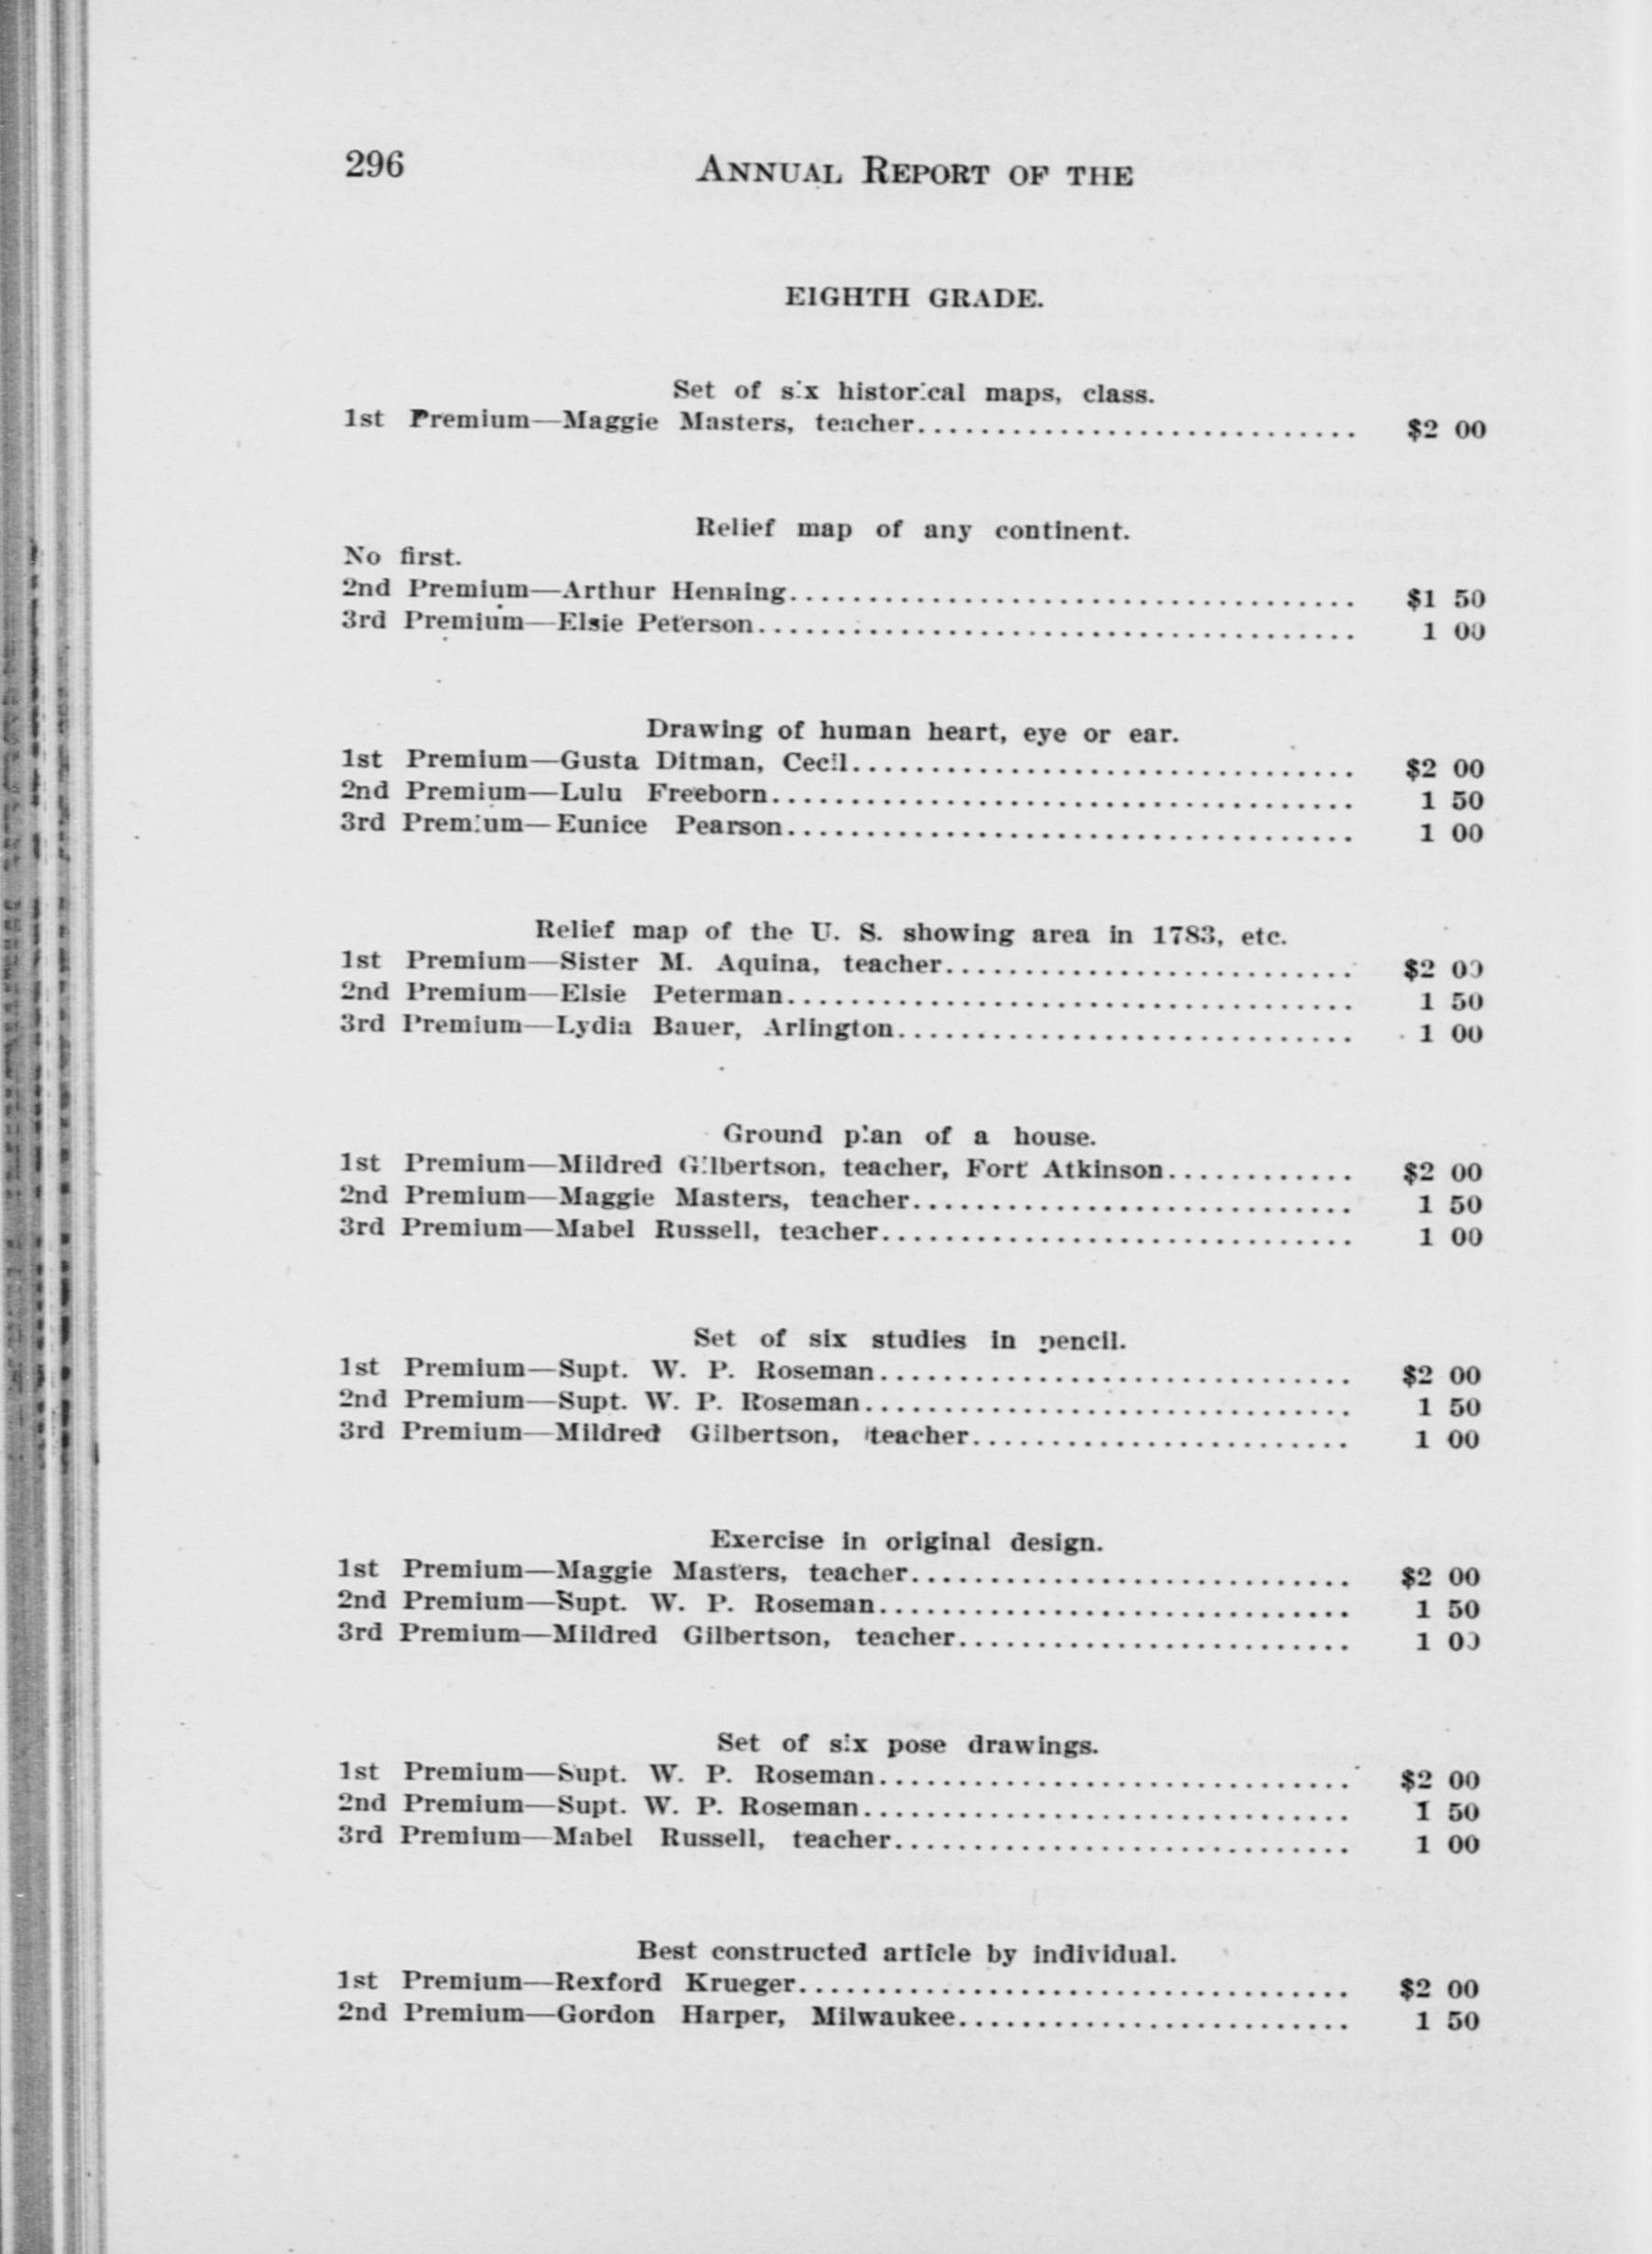 296 ANNUAL REPORT OF THE
EIGHTH GRADE.
Set of six historical maps, class.
1st Premium—Maggie Masters, teacher............................ $2 00
Relief map of any continent.
No first.
2nd Premium—Arthur Henning.................................... $1 50
3rd Premium—Elsie Peterson...................................... 1 00
Drawing of human heart, eye or ear.
1st Premium—Gusta Ditman, Cecil................................ $2 00
2nd Premium—Lulu Freeborn..................................... 1 50
3rd Premium—Eunice Pearson.................................... 1 00
Relief map of the U. S. showing area in 1783, etc.
1st Premium—Sister M. Aquina, teacher.......................... $2 00
2nd Premium—Elsie Peterman.................................... 1 50
3rd Premium—Lydia Bauer, Arlington............................. 1 00
Ground plan of a house.
1st Premium—Mildred Gilbertson, teacher, Fort Atkinson............ $2 00
2nd Premium—Maggie Masters, teacher............................ 1 50
3rd Premium—Mabel Russell, teacher.............................. 1 00
Set of six studies in pencil.
1st Premium—Supt. W. P. Roseman.............................. $2 00
2nd Premium—Supt. W. P. Roseman............................... 1 50
3rd Premium—Mildred Gilbertson, teacher........................ 1 00
Exercise in original design.
1st Premium—Maggie Masters, teacher............................ $2 00
2nd Premium—Supt. W. P. Roseman.............................. 1 50
3rd Premium—Mildred Gilbertson, teacher......................... 1 00
Set of six pose drawings.
1st Premium—Supt. W. P. Roseman.............................. $2 00
2nd Premium—Supt. W. P. Roseman............................... 1 50
3rd Premium—Mabel Russell, teacher............................. 1 00
Best constructed article by individual.
1st Premium—Rexford Krueger................................... $2 00
2nd Premium—Gordon Harper, Milwaukee......................... 1 50